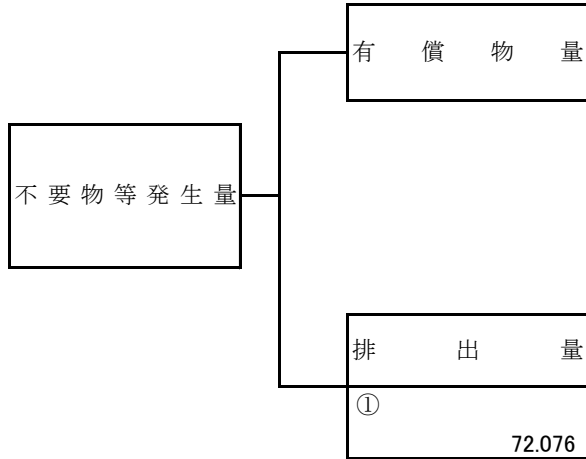 有償物量
不要物等発生量
排出量
①
72.076